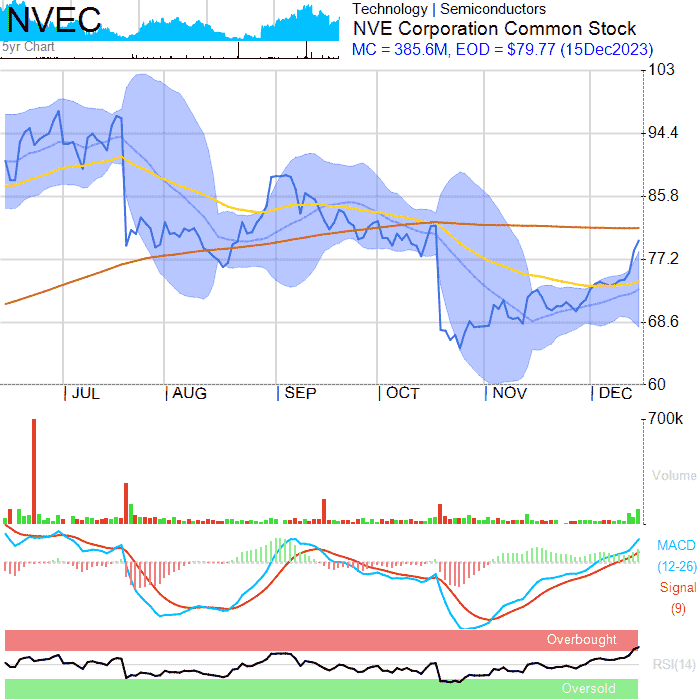 NVEC
5yr Chart
Technology | Semiconductors
NVE Corporation Common Stock
MC = 385.6M, EOD = $79.77 (15Dec2023)
103
94.4
85.8
77.2
68.6
60
JUL AUG SEP OCT NOV DEC
700k
Volume
MACD
(12-26)
Signal
(9)
Overbought
RSI(14)
Oversold